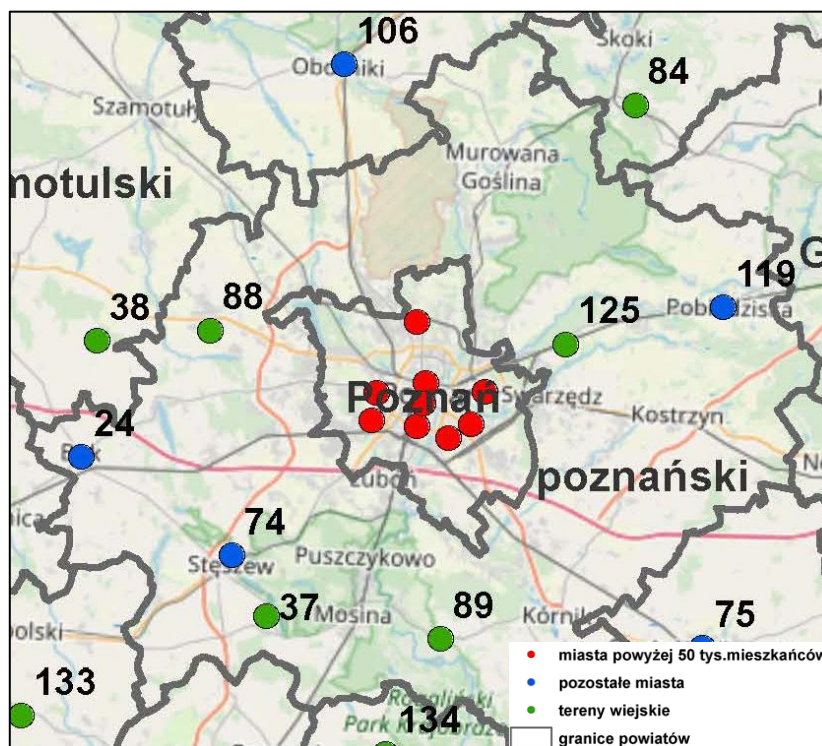 106
Skoki
Oborniki
84
Szamotuły
Murowana
Goślina
motulski
G
119
88
Pobiedziska
38
125
Poznań
Swarzędz
24
Kostrzyn
poznański
Luboń
74
Puszczykowo
Stęszew
37
Mosina
89
Kórnik
75
polski
133
134
miasta powyżej 50 tys.mieszkańców
pozostałe miasta
tereny wiejskie
granice powiatów